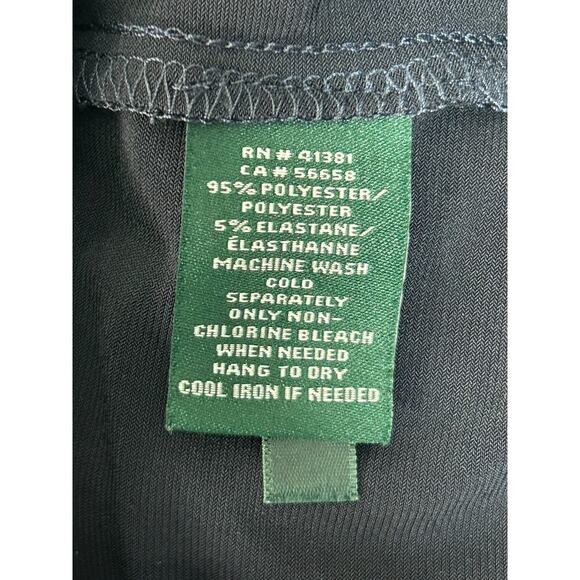 RN # 41381
CA # 56658
95% POLYESTER/
POLYESTER
5% ELASTANE/
ÉLASTHANNE
MACHINE WASH
COLD
SEPARATELY
ONLY NON-
CHLORINE BLEACH
WHEN NEEDED
HANG TO DRY
COOL IRON IF NEEDED